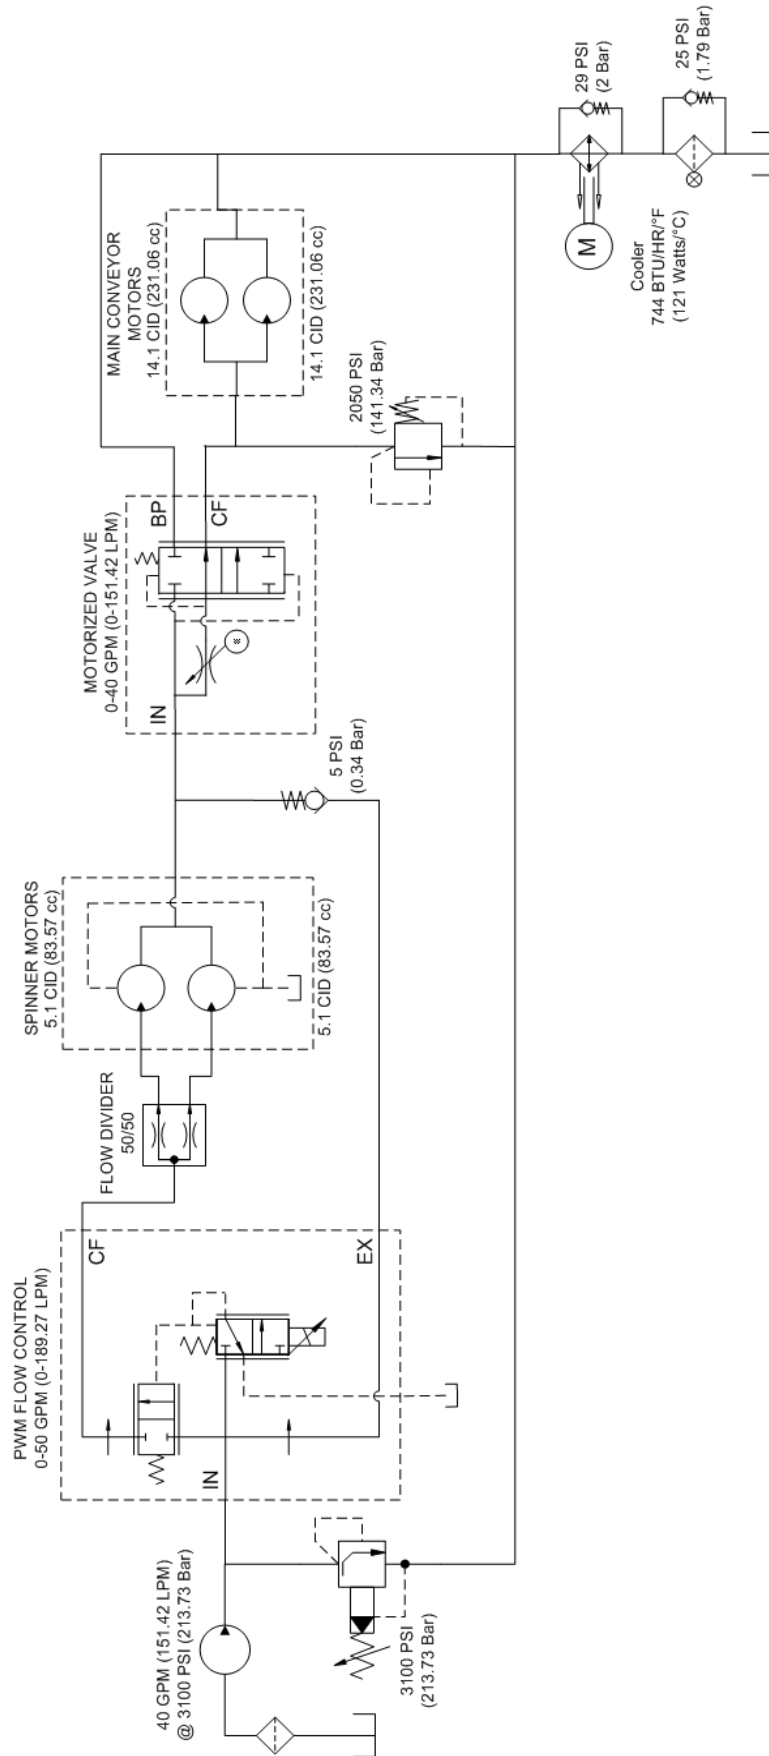 40 GPM (151.42 LPM)
@ 3100 PSI (213.73 Bar)
3100 PSI
(213.73 Bar)
PWM FLOW CONTROL
0-50 GPM (0-189.27 LPM)
IN
CF
EX
FLOW DIVIDER
50/50
SPINNER MOTORS
5.1 CID (83.57 cc)
5.1 CID (83.57 cc)
5 PSI
(0.34 Bar)
MOTORIZED VALVE
0-40 GPM (0-151.42 LPM)
IN
BP
CF
MAIN CONVEYOR
MOTORS
14.1 CID (231.06 cc)
14.1 CID (231.06 cc)
2050 PSI
(141.34 Bar)
M
Cooler
744 BTU/HR/°F
(121 Watts/°C)
29 PSI
(2 Bar)
25 PSI
(1.79 Bar)